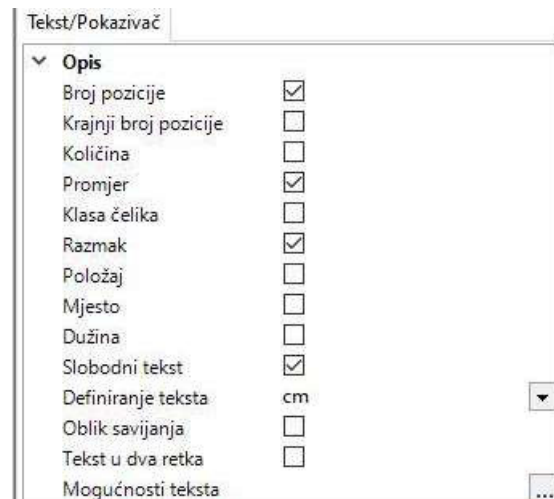 Tekst/Pokazivač
Opis
Broj pozicije
Krajnji broj pozicije
Količina
Promjer
Klasa čelika
Razmak
Položaj
Mjesto
Dužina
Slobodni tekst
Definiranje teksta cm
Oblik savijanja
Tekst u dva retka
Mogućnosti teksta ...